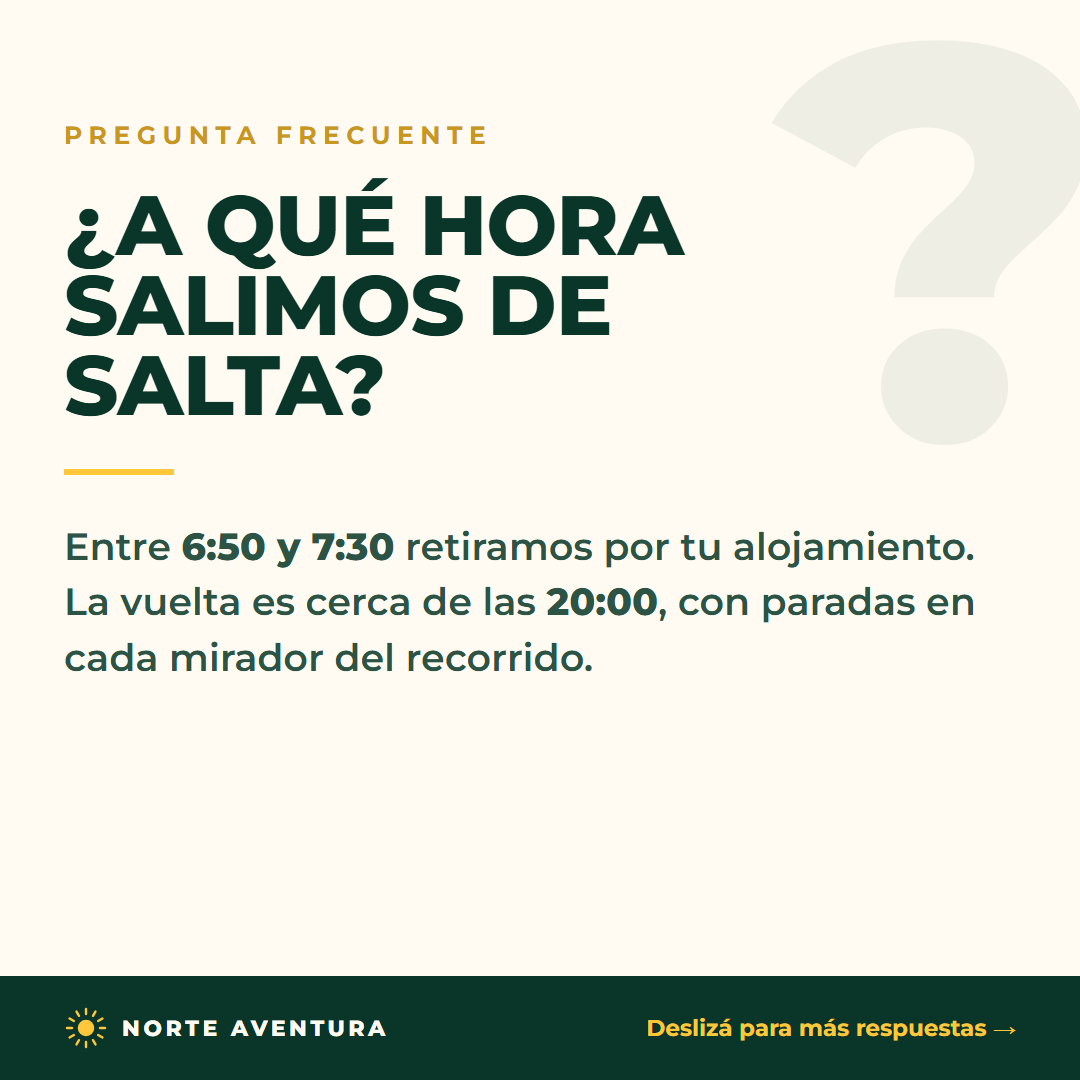 PREGUNTA FRECUENTE
¿A QUÉ HORA
SALIMOS DE
SALTA?
Entre 6:50 y 7:30 retiramos por tu alojamiento.
La vuelta es cerca de las 20:00, con paradas en
cada mirador del recorrido.
NORTE AVENTURA
Deslizá para más respuestas →